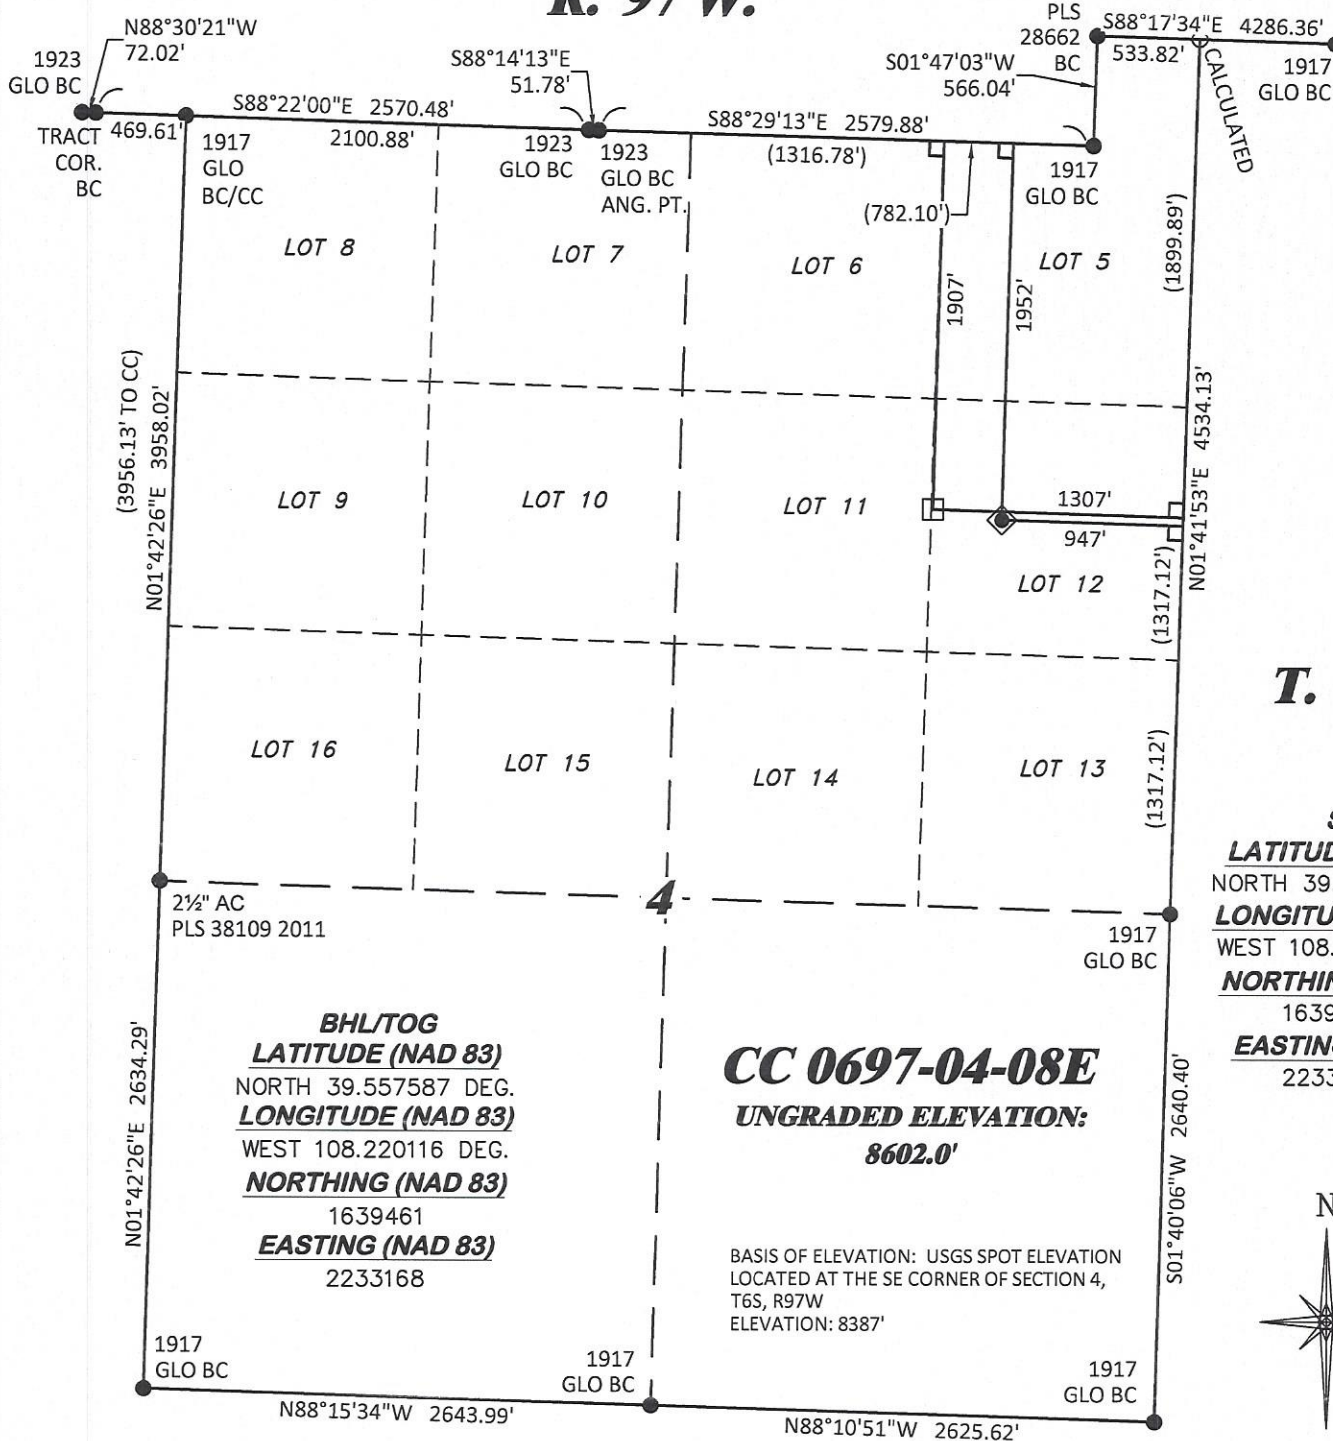 R. 97 W.
N88°30'21"W
72.02'
1923
GLO BC
TRACT
COR.
BC
469.61'
S88°22'00"E 2570.48'
1917
GLO
BC/CC
2100.88'
S88°14'13"E
51.78'
1923
GLO BC
1923
GLO BC
ANG. PT.
S88°29'13"E 2579.88'
(1316.78')
S01°47'03"W
566.04'
PLS
28662
BC
S88°17'34"E 4286.36'
533.82'
1917
GLO BC
CALCULATED
1917
GLO BC
(782.10')
LOT 8
LOT 7
LOT 6
LOT 5
1907'
1952'
(1899.89')
(3956.13' TO CC)
N01°42'26"E 3958.02'
N01°41'53"E 4534.13'
LOT 9
LOT 10
LOT 11
1307'
947'
LOT 12
(1317.12')
T.
LOT 16
LOT 15
LOT 14
LOT 13
(1317.12')
2½" AC
PLS 38109 2011
4
1917
GLO BC
LATITUD
NORTH 39.
LONGITU
WEST 108.
NORTHIN
1639
EASTING
2233
N01°42'26"E 2634.29'
BHL/TOG
LATITUDE (NAD 83)
NORTH 39.557587 DEG.
LONGITUDE (NAD 83)
WEST 108.220116 DEG.
NORTHING (NAD 83)
1639461
EASTING (NAD 83)
2233168
CC 0697-04-08E
UNGRADED ELEVATION:
8602.0'
S01°40'06"W 2640.40'
N
BASIS OF ELEVATION: USGS SPOT ELEVATION
LOCATED AT THE SE CORNER OF SECTION 4,
T6S, R97W
ELEVATION: 8387'
1917
GLO BC
1917
GLO BC
1917
GLO BC
N88°15'34"W 2643.99'
N88°10'51"W 2625.62'